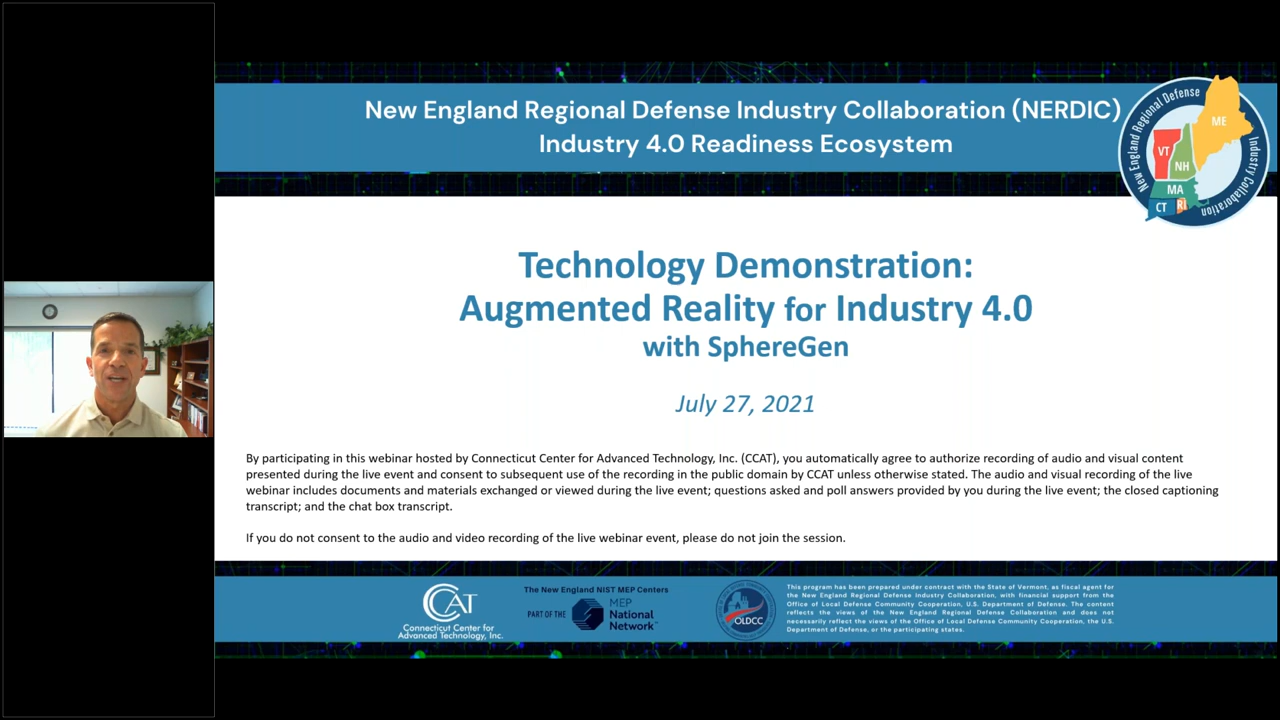 New England Regional Defense Industry Collaboration (NERDIC)
Industry 4.0 Readiness Ecosystem
New England Regional Defense
Industry Collaboration
ME
VT
NH
MA
CT
RI
Technology Demonstration:
Augmented Reality for Industry 4.0
with SphereGen
July 27, 2021
By participating in this webinar hosted by Connecticut Center for Advanced Technology, Inc. (CCAT), you automatically agree to authorize recording of audio and visual content
presented during the live event and consent to subsequent use of the recording in the public domain by CCAT unless otherwise stated. The audio and visual recording of the live
webinar includes documents and materials exchanged or viewed during the live event; questions asked and poll answers provided by you during the live event; the closed captioning
transcript; and the chat box transcript.
If you do not consent to the audio and video recording of the live webinar event, please do not join the session.
CCAT
Connecticut Center for
Advanced Technology, Inc.
The New England NIST MEP Centers
PART OF THE
MEP
National
Network™
OLDCC
This program has been prepared under contract with the State of Vermont, as fiscal agent for
the New England Regional Defense Industry Collaboration, with financial support from the
Office of Local Defense Community Cooperation, U.S. Department of Defense. The content
reflects the views of the New England Regional Defense Collaboration and does not
necessarily reflect the views of the Office of Local Defense Community Cooperation, the U.S.
Department of Defense, or the participating states.